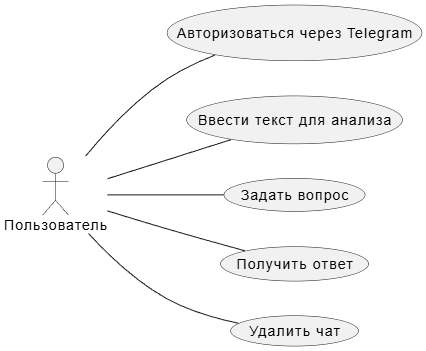 Авторизоваться через Telegram
Ввести текст для анализа
Задать вопрос
Пользователь
Получить ответ
Удалить чат